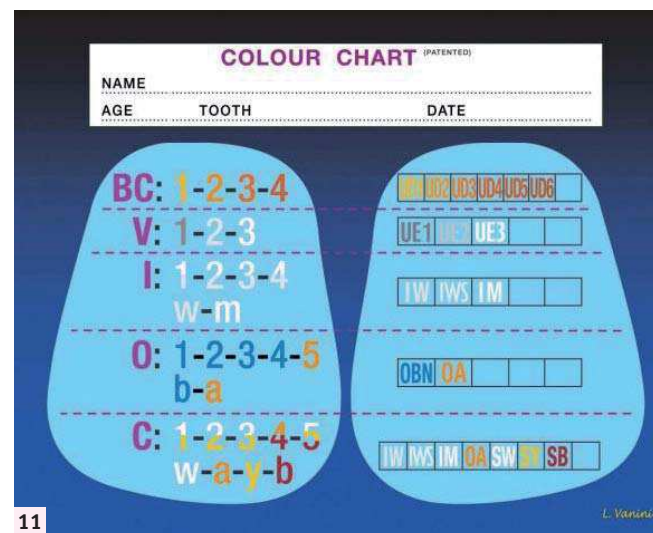 COLOUR CHART (PATENTED)
NAME
AGE TOOTH DATE
BC: 1-2-3-4
UD1 UD2 UD3 UD4 UD5 UD6
V: 1-2-3
UE1 UE2 UE3
I: 1-2-3-4
w-m
IW IWS IM
O: 1-2-3-4-5
b-a
OBN OA
C: 1-2-3-4-5
w-a-y-b
IW IWS IM OA SW SY SB
L. Vanini
11